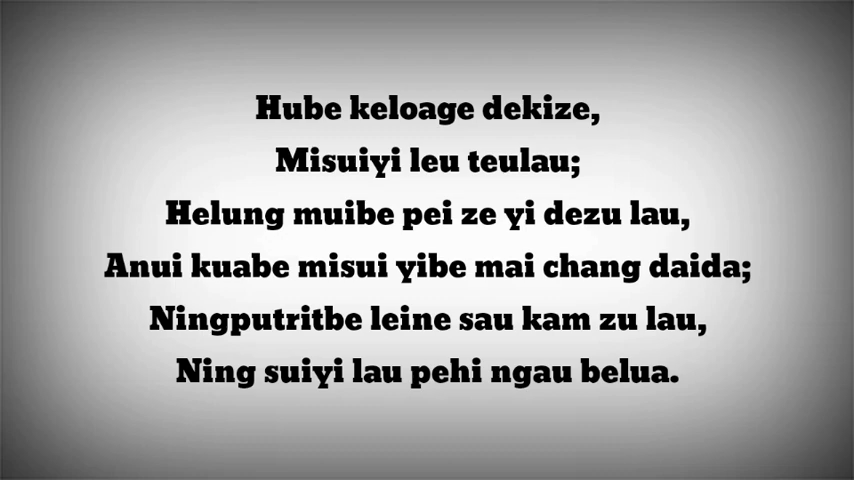 Hube keloage dekize,
Misuiyi leu teulau;
Helung muibe pei ze yi dezu lau,
Anui kuabe misui yibe mai chang daida;
Ningputritbe leine sau kam zu lau,
Ning suiyi lau pehi ngau belua.